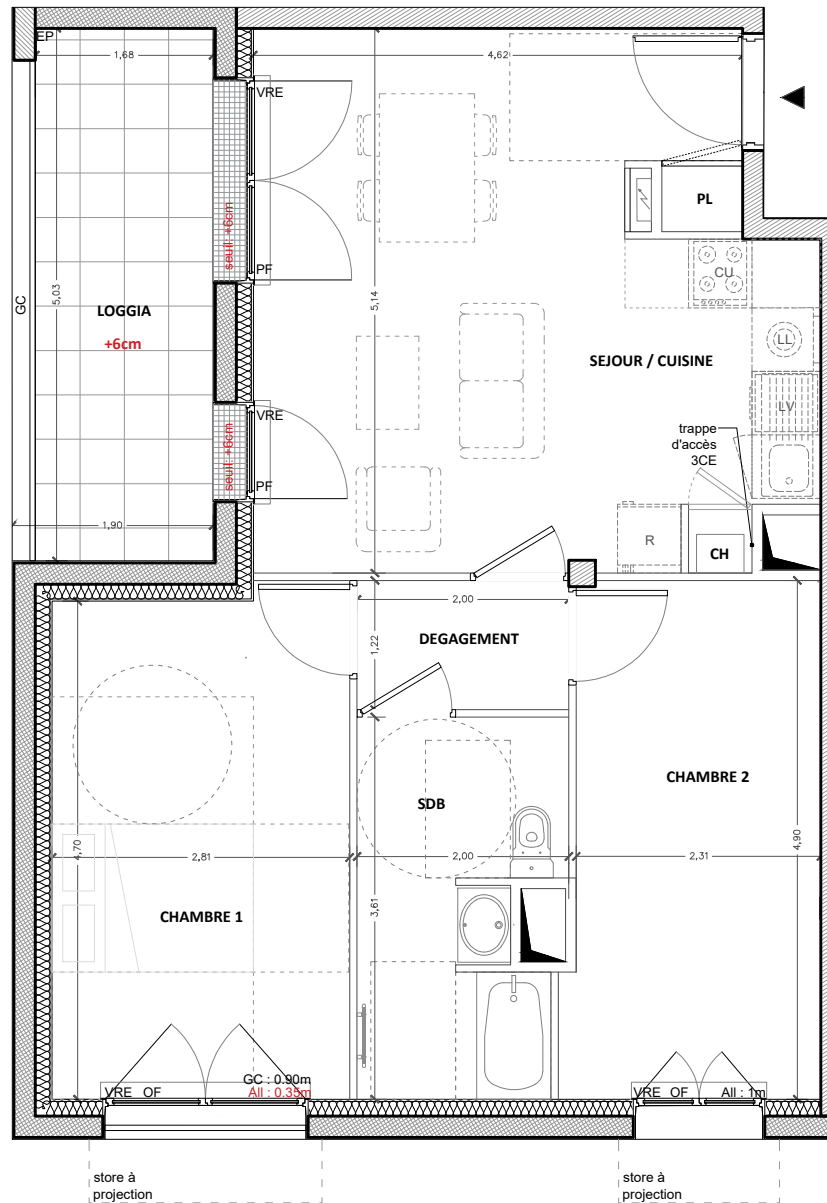 EP
1,68
4,62
VRE
PL
seuil: +6cm
PF
CU
GC
5,03
LOGGIA
+6cm
5,14
SEJOUR / CUISINE
LL
LV
VRE
seuil: +6cm
PF
trappe
d'accès
3CE
1,90
R
CH
2,00
1,22
DEGAGEMENT
CHAMBRE 2
SDB
4,70
2,81
2,00
2,31
4,90
CHAMBRE 1
3,61
GC : 0.90m
VRE OF
All : 0.35m
VRE OF
All : 1m
store à
projection
store à
projection